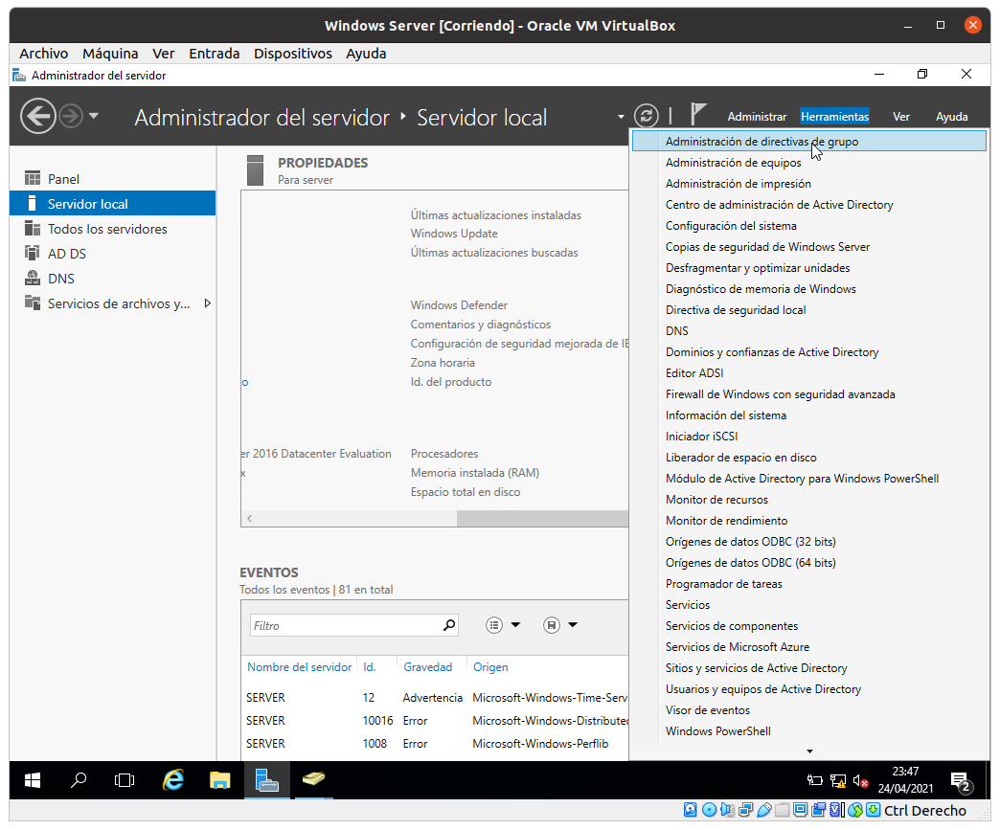 Windows Server [Corriendo] - Oracle VM VirtualBox
Archivo Máquina Ver Entrada Dispositivos Ayuda
Administrador del servidor
Administrador del servidor Servidor local
Administrar Herramientas Ver Ayuda
Panel
Servidor local
Todos los servidores
AD DS
DNS
Servicios de archivos y...
PROPIEDADES
Para server
Últimas actualizaciones instaladas
Windows Update
Últimas actualizaciones buscadas
Windows Defender
Comentarios y diagnósticos
Configuración de seguridad mejorada de IE
Zona horaria
o Id. del producto
er 2016 Datacenter Evaluation Procesadores
x Memoria instalada (RAM)
Espacio total en disco
EVENTOS
Todos los eventos | 81 en total
Filtro
Nombre del servidor Id. Gravedad Origen
SERVER 12 Advertencia Microsoft-Windows-Time-Serv
SERVER 10016 Error Microsoft-Windows-Distributed
SERVER 1008 Error Microsoft-Windows-Perflib
Administración de directivas de grupo
Administración de equipos
Administración de impresión
Centro de administración de Active Directory
Configuración del sistema
Copias de seguridad de Windows Server
Desfragmentar y optimizar unidades
Diagnóstico de memoria de Windows
Directiva de seguridad local
DNS
Dominios y confianzas de Active Directory
Editor ADSI
Firewall de Windows con seguridad avanzada
Información del sistema
Iniciador iSCSI
Liberador de espacio en disco
Módulo de Active Directory para Windows PowerShell
Monitor de recursos
Monitor de rendimiento
Orígenes de datos ODBC (32 bits)
Orígenes de datos ODBC (64 bits)
Programador de tareas
Servicios
Servicios de componentes
Servicios de Microsoft Azure
Sitios y servicios de Active Directory
Usuarios y equipos de Active Directory
Visor de eventos
Windows PowerShell
23:47
24/04/2021
2
Ctrl Derecho